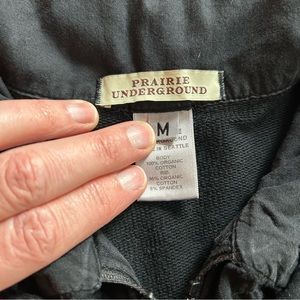 PRAIRIE
UNDERGROUND
M
IN SEATTLE
BODY
100% ORGANIC
COTTON
RIB
95% ORGANIC
COTTON
5% SPANDEX